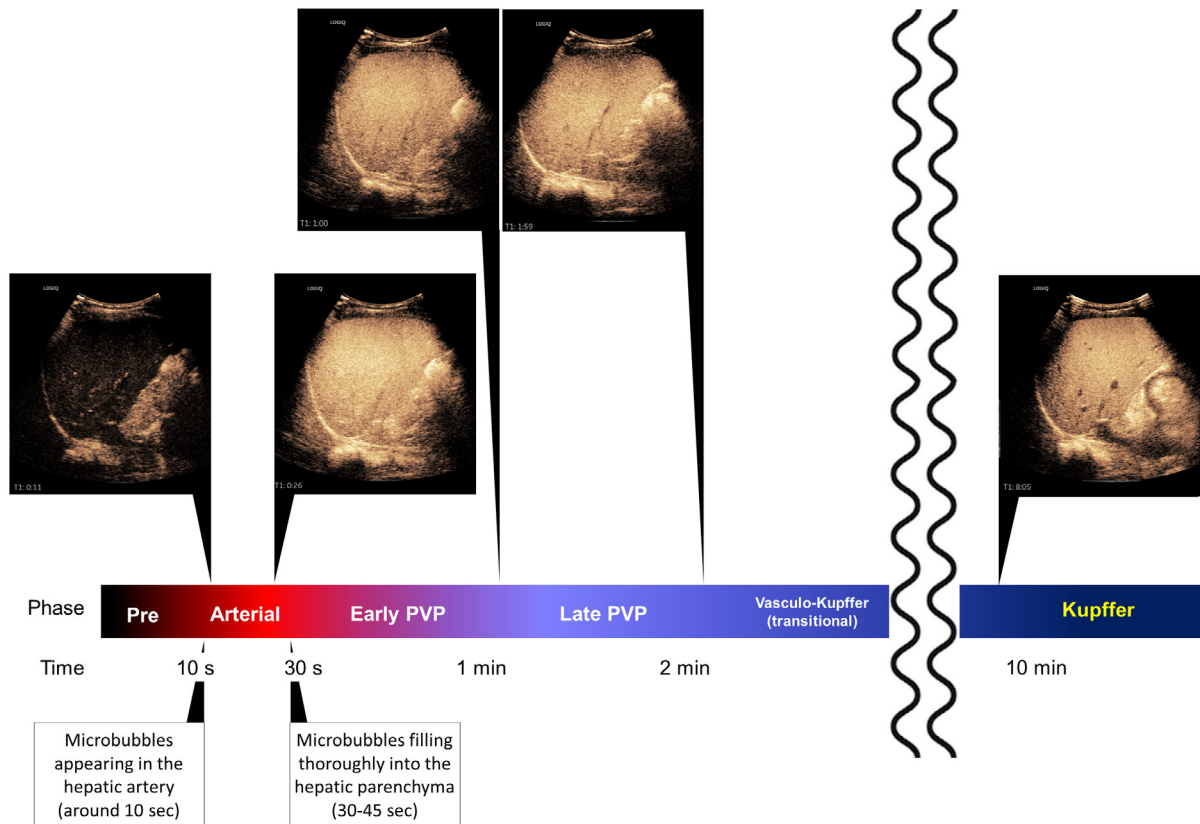 LOGIQ
T1: 1:00
LOGIQ
T1: 1:59
LOGIQ
T1: 0:11
LOGIQ
T1: 0:26
LOGIQ
T1: 8:05
Phase
Pre
Arterial
Early PVP
Late PVP
Vasculo-Kupffer
(transitional)
Kupffer
Time
10 s
30 s
1 min
2 min
10 min
Microbubbles
appearing in the
hepatic artery
(around 10 sec)
Microbubbles filling
thoroughly into the
hepatic parenchyma
(30-45 sec)